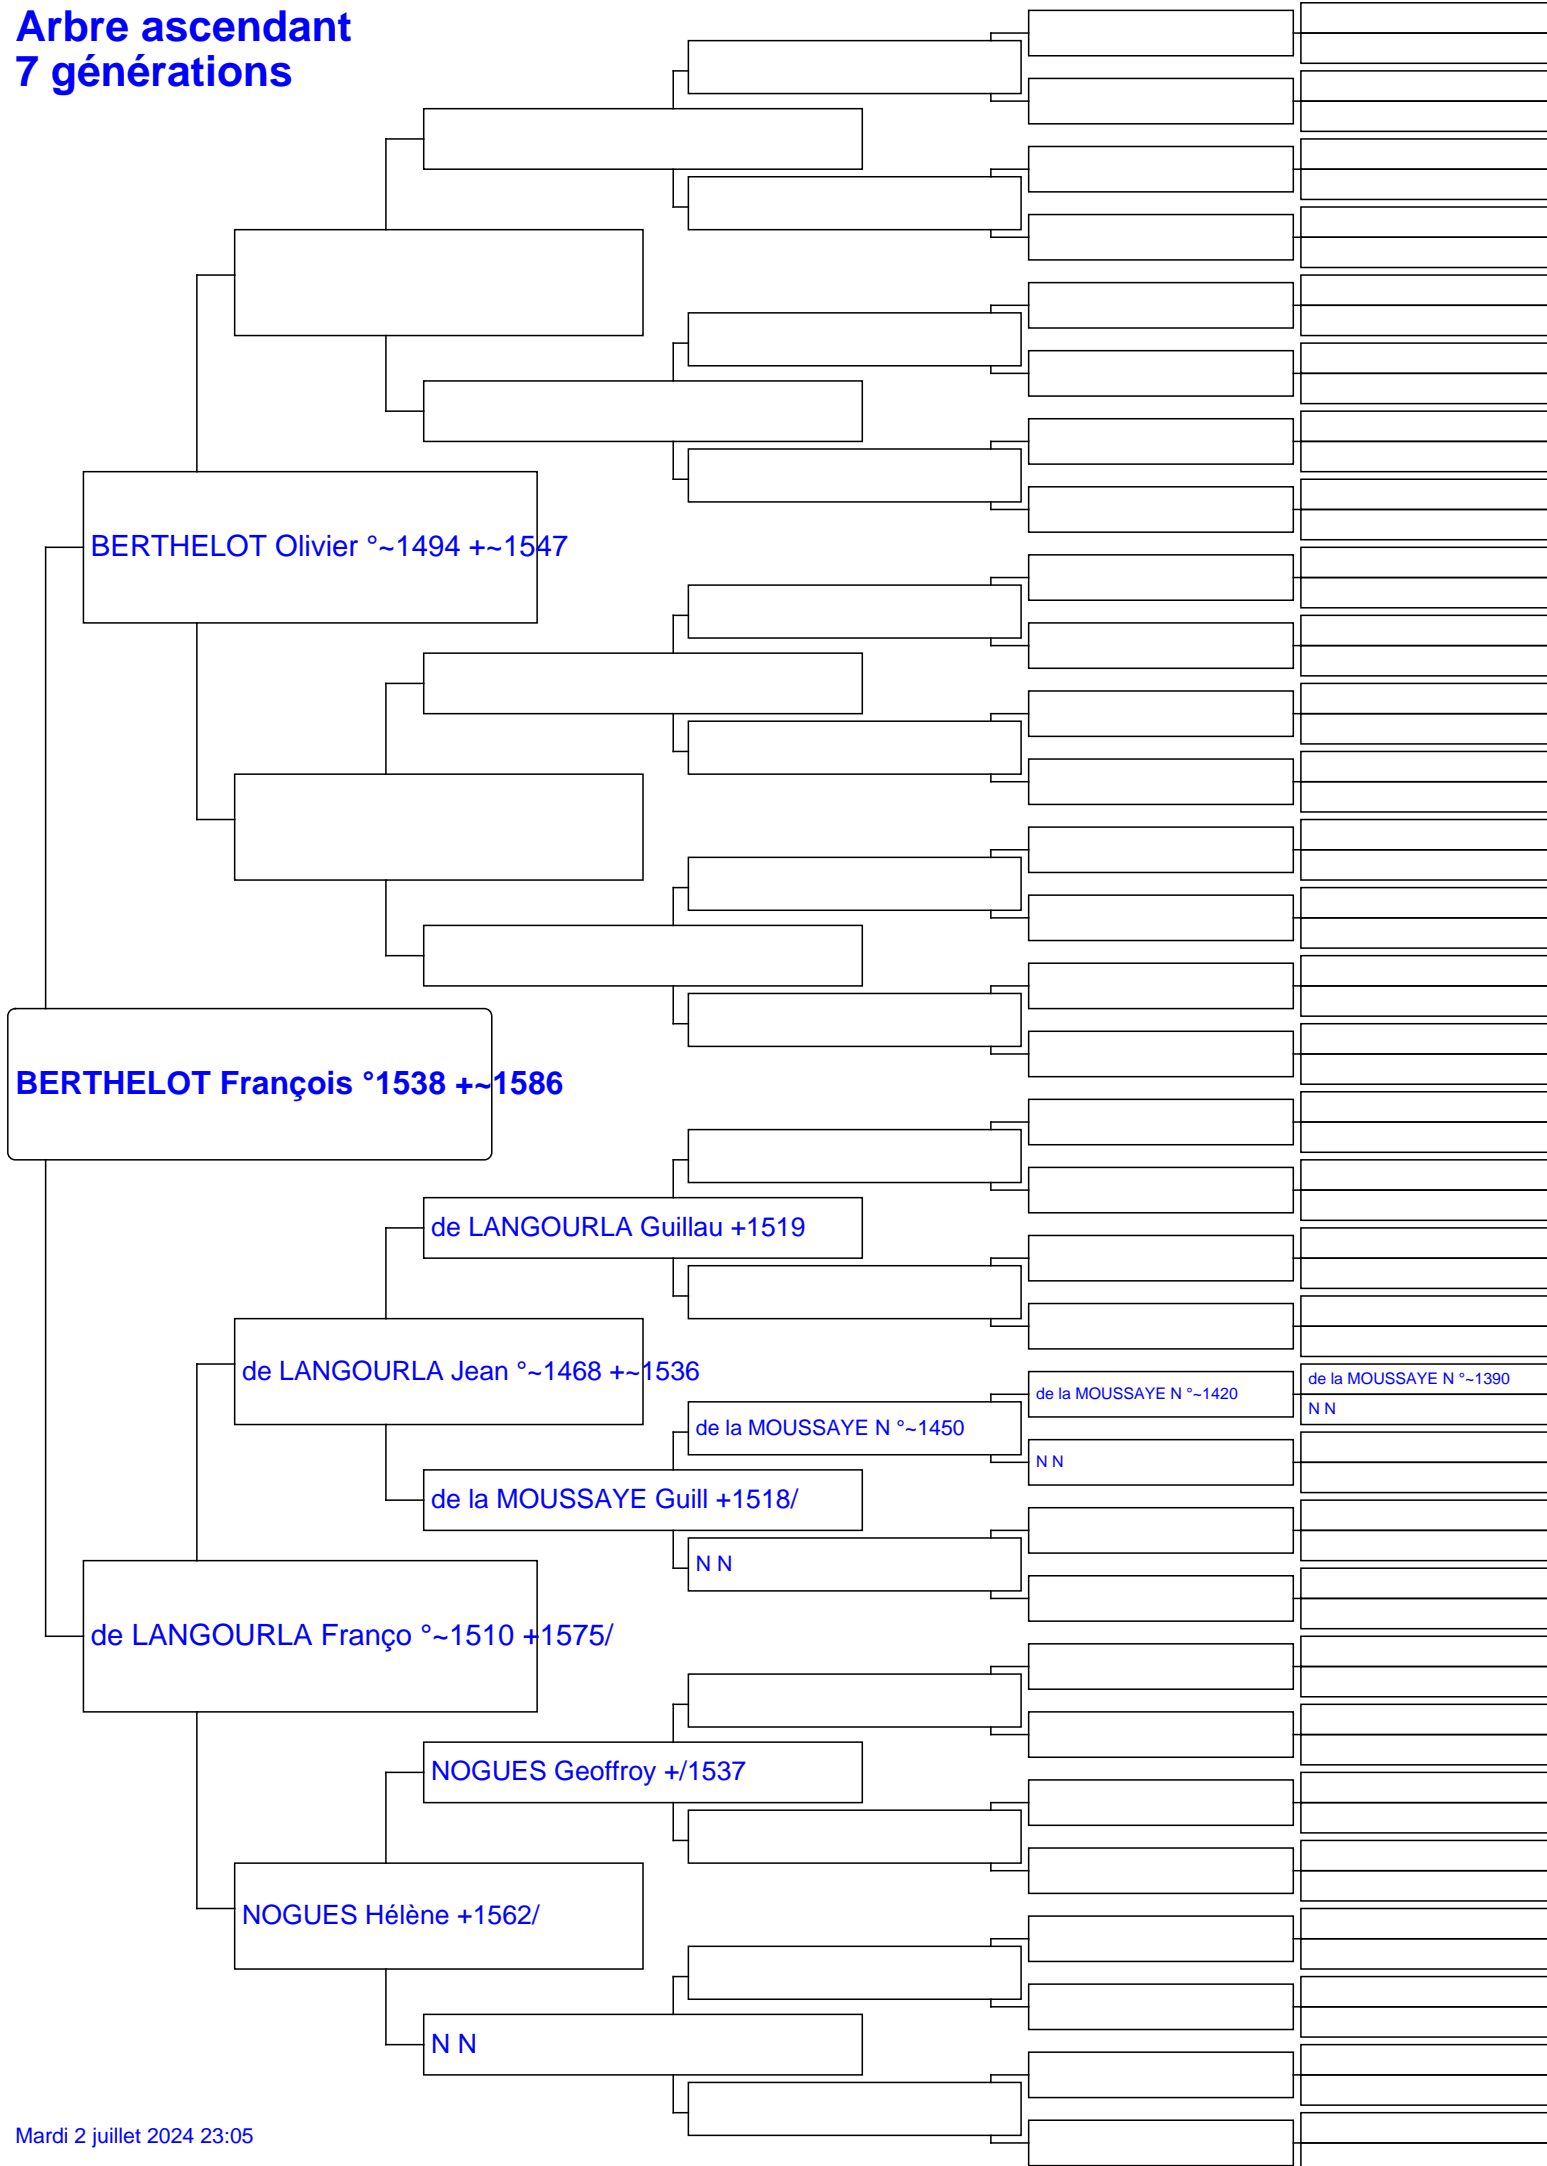 Arbre ascendant
7 générations
BERTHELOT Olivier °~1494 +~1547
BERTHELOT François °1538 +~1586
de LANGOURLA Guillau +1519
de LANGOURLA Jean °~1468 +~1536
de la MOUSSAYE N °~1390
de la MOUSSAYE N °~1420
N N
de la MOUSSAYE N °~1450
N N
de la MOUSSAYE Guill +1518/
N N
de LANGOURLA Franço °~1510 +1575/
NOGUES Geoffroy +/1537
NOGUES Hélène +1562/
N N
Mardi 2 juillet 2024 23:05